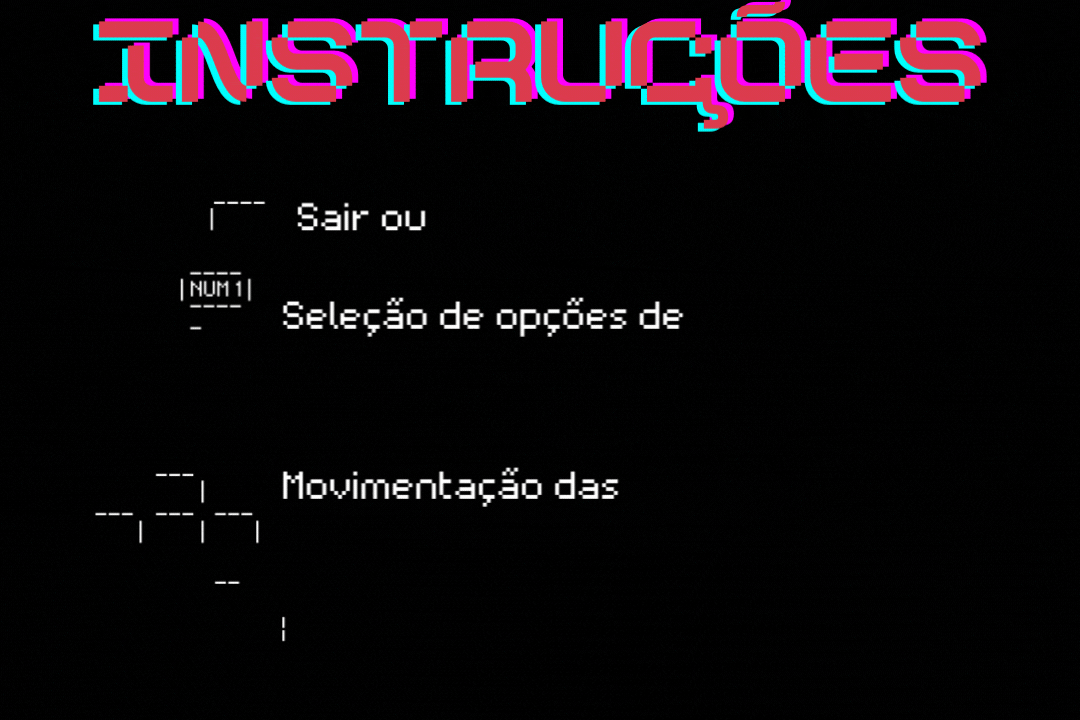 INSTRUÇÕES
Sair ou
NUM 1
Seleção de opções de
Movimentação das